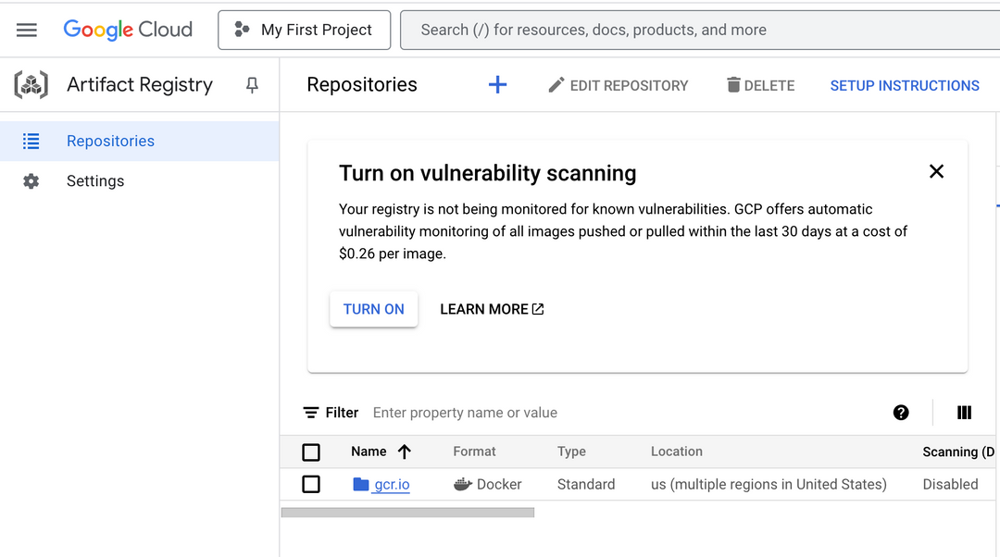 Google Cloud My First Project Search (/) for resources, docs, products, and more
Artifact Registry Repositories EDIT REPOSITORY DELETE SETUP INSTRUCTIONS
Repositories
Settings
Turn on vulnerability scanning
Your registry is not being monitored for known vulnerabilities. GCP offers automatic
vulnerability monitoring of all images pushed or pulled within the last 30 days at a cost of
$0.26 per image.
TURN ON LEARN MORE
Filter Enter property name or value
Name Format Type Location Scanning (D
gcr.io Docker Standard us (multiple regions in United States) Disabled